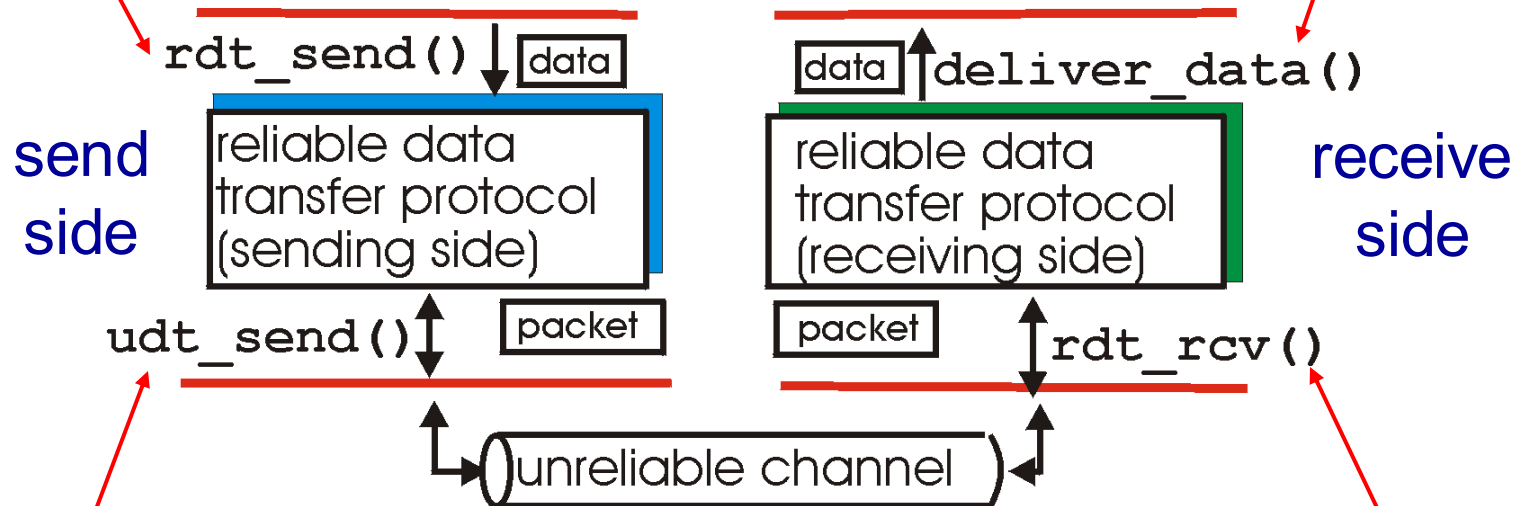 rdt_send()
data
data
deliver_data()
send
side
reliable data
transfer protocol
(sending side)
reliable data
transfer protocol
(receiving side)
receive
side
udt_send()
packet
packet
rdt_rcv()
unreliable channel